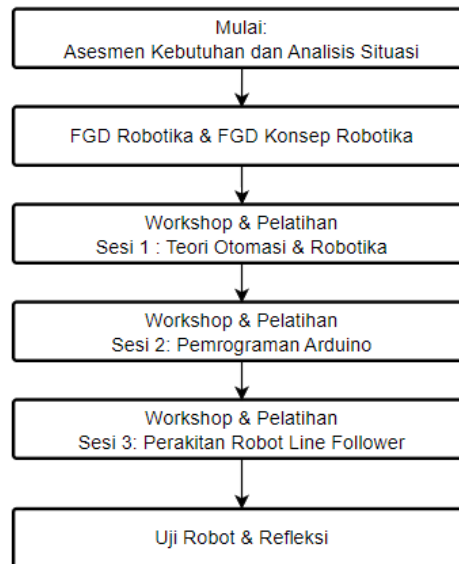 Mulai:
Asesmen Kebutuhan dan Analisis Situasi
FGD Robotika & FGD Konsep Robotika
Workshop & Pelatihan
Sesi 1 : Teori Otomasi & Robotika
Workshop & Pelatihan
Sesi 2: Pemrograman Arduino
Workshop & Pelatihan
Sesi 3: Perakitan Robot Line Follower
Uji Robot & Refleksi